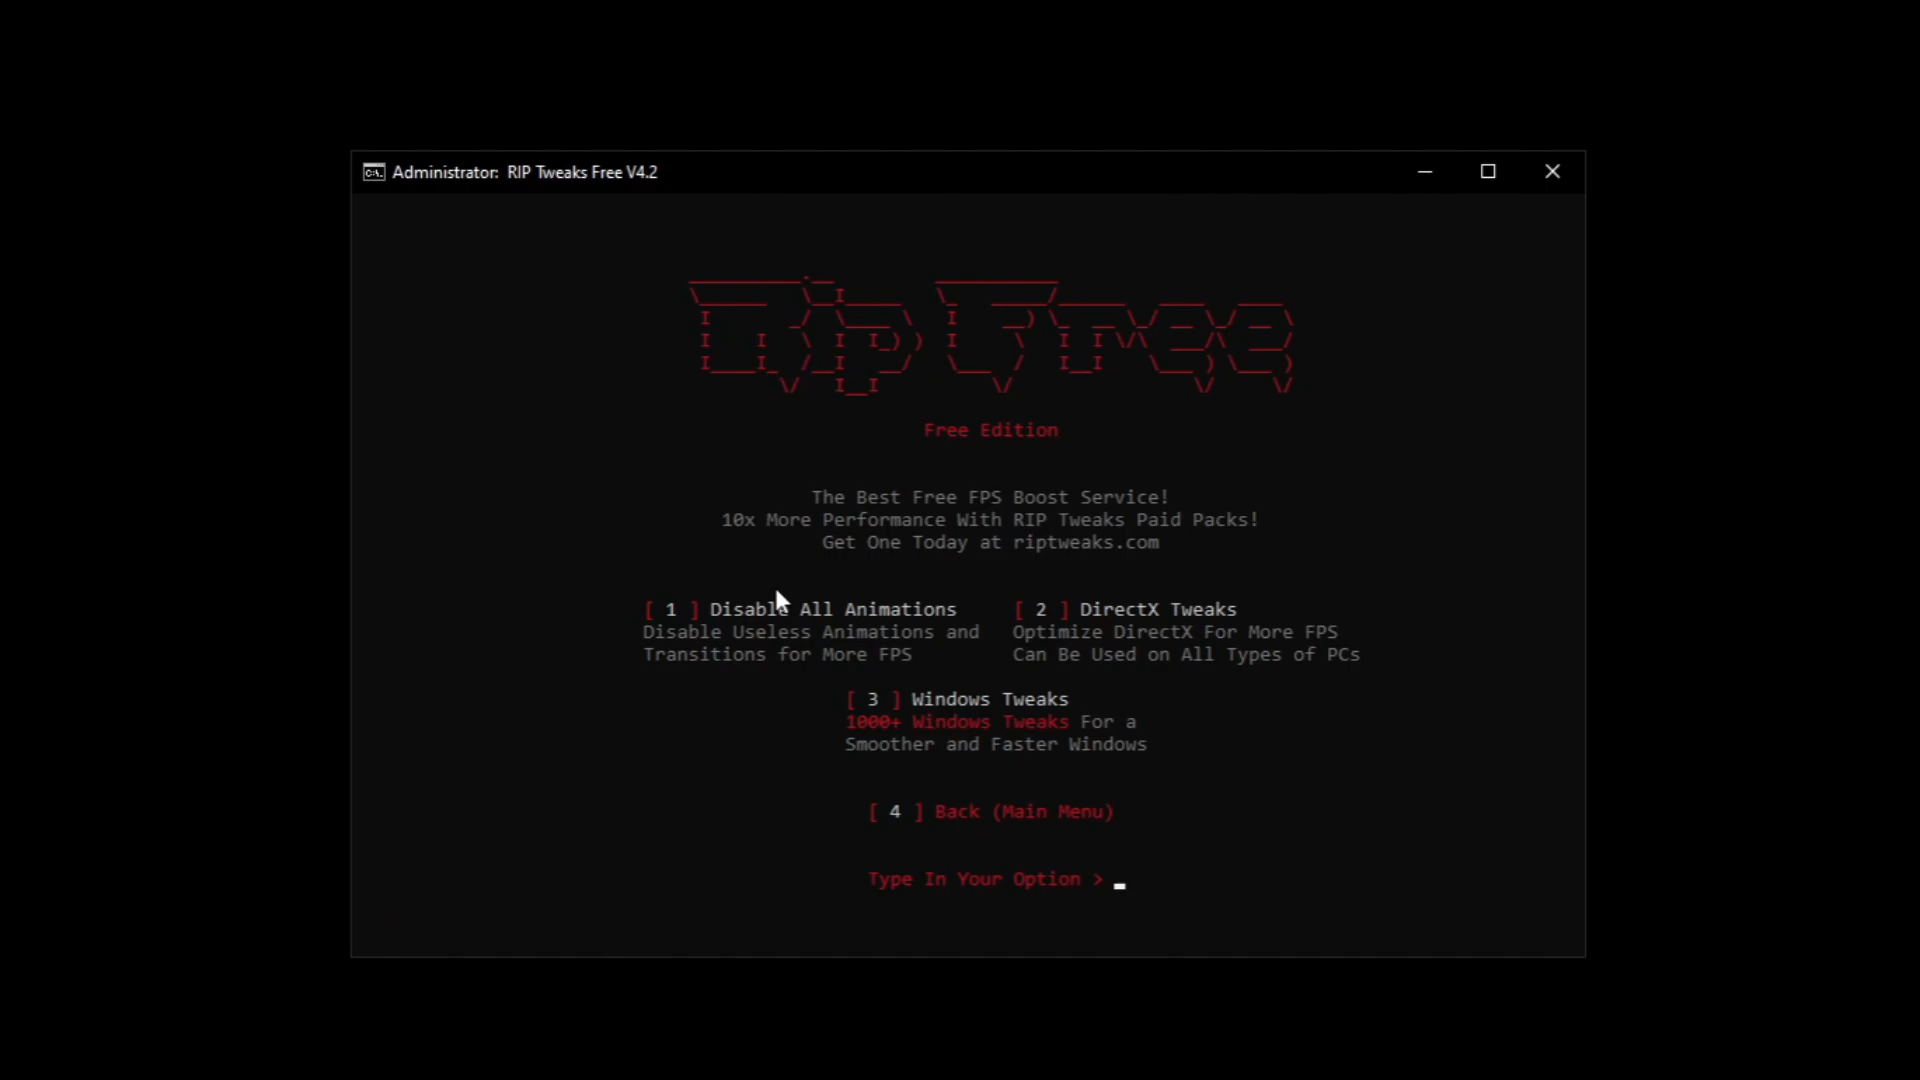 Administrator: RIP Tweaks Free V4.2
Rip Free
Free Edition
The Best Free FPS Boost Service!
10x More Performance With RIP Tweaks Paid Packs!
Get One Today at riptweaks.com
[ 1 ] Disable All Animations
Disable Useless Animations and
Transitions for More FPS
[ 2 ] DirectX Tweaks
Optimize DirectX For More FPS
Can Be Used on All Types of PCs
[ 3 ] Windows Tweaks
1000+ Windows Tweaks For a
Smoother and Faster Windows
[ 4 ] Back (Main Menu)
Type In Your Option >